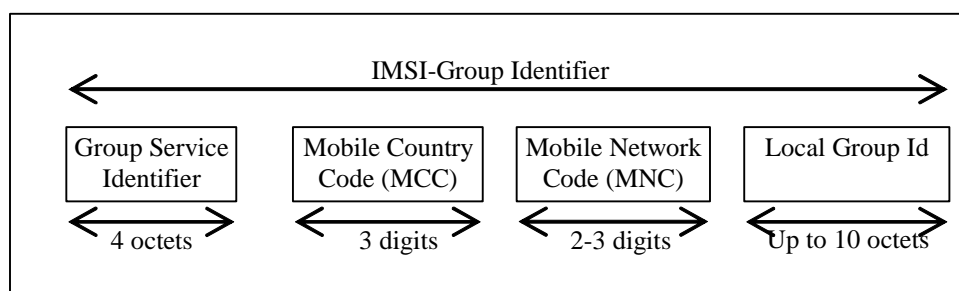 IMSI-Group Identifier
Group Service
Identifier
Mobile Country
Code (MCC)
Mobile Network
Code (MNC)
Local Group Id
4 octets
3 digits
2-3 digits
Up to 10 octets